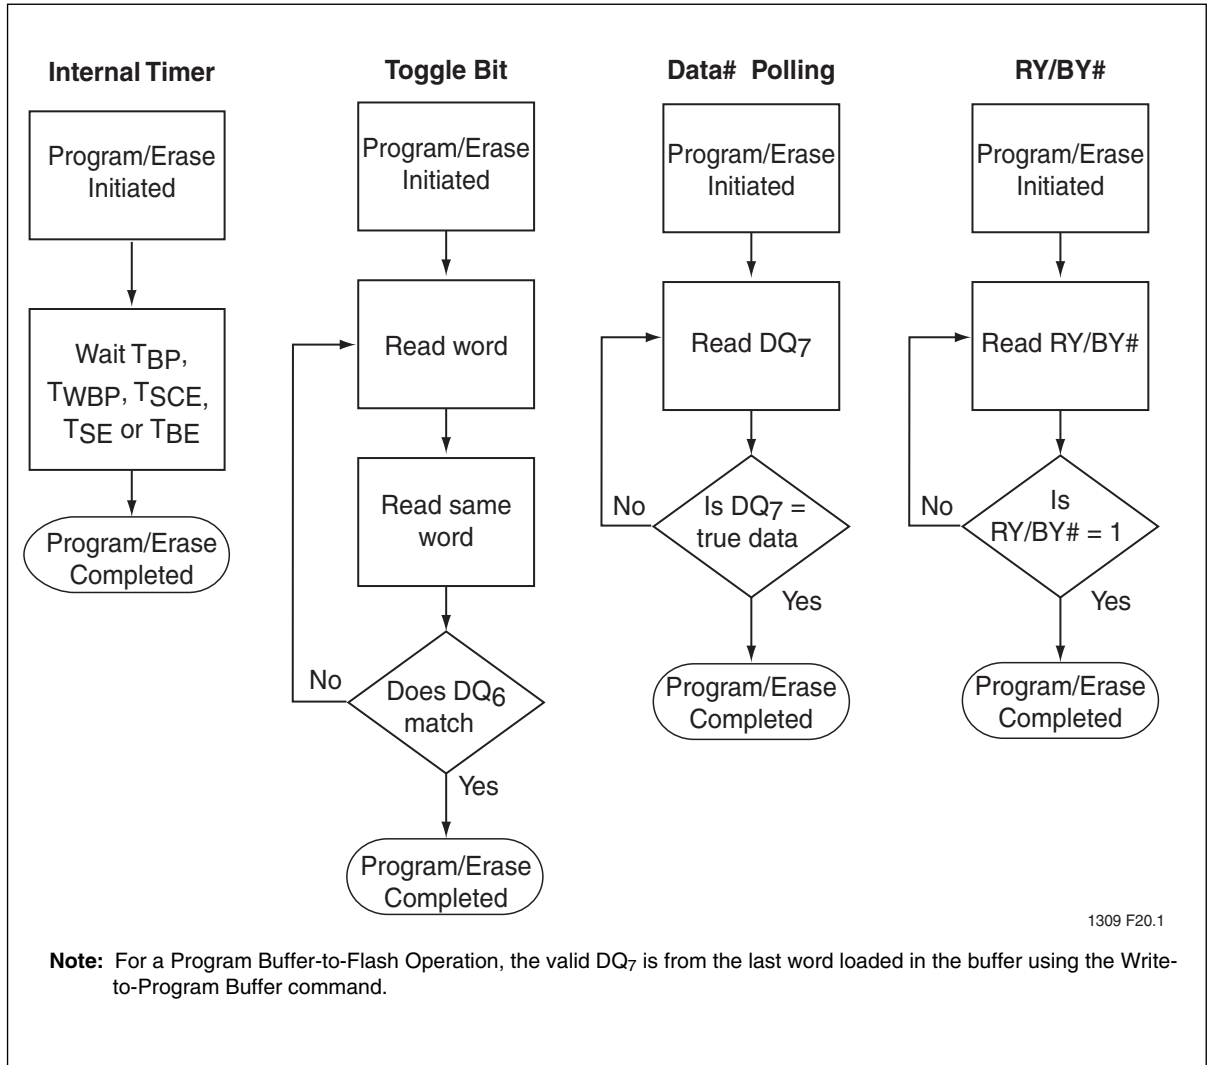 Internal Timer
Program/Erase
Initiated
Wait TBP,
TWBP, TSCE,
TSE or TBE
Program/Erase
Completed
Toggle Bit
Program/Erase
Initiated
Read word
Read same
word
No
Does DQ6
match
Yes
Program/Erase
Completed
Data# Polling
Program/Erase
Initiated
Read DQ7
No
Is DQ7 =
true data
Yes
Program/Erase
Completed
RY/BY#
Program/Erase
Initiated
Read RY/BY#
No
Is
RY/BY# = 1
Yes
Program/Erase
Completed
1309 F20.1
Note: For a Program Buffer-to-Flash Operation, the valid DQ7 is from the last word loaded in the buffer using the Write-
to-Program Buffer command.